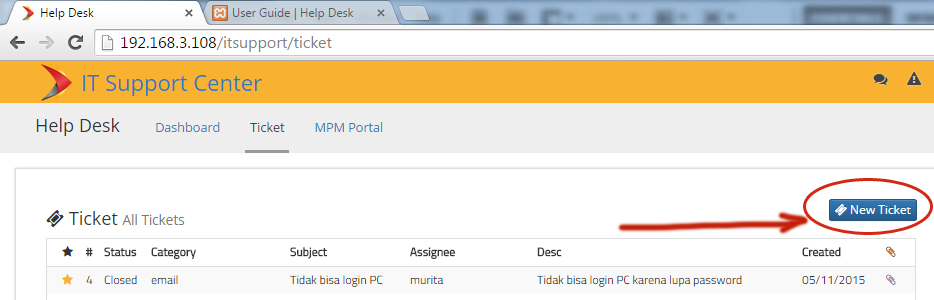 Help Desk
User Guide | Help Desk
192.168.3.108/itsupport/ticket
IT Support Center
Help Desk Dashboard Ticket MPM Portal
Ticket All Tickets
New Ticket
# Status Category Subject Assignee Desc Created
4 Closed email Tidak bisa login PC murita Tidak bisa login PC karena lupa password 05/11/2015